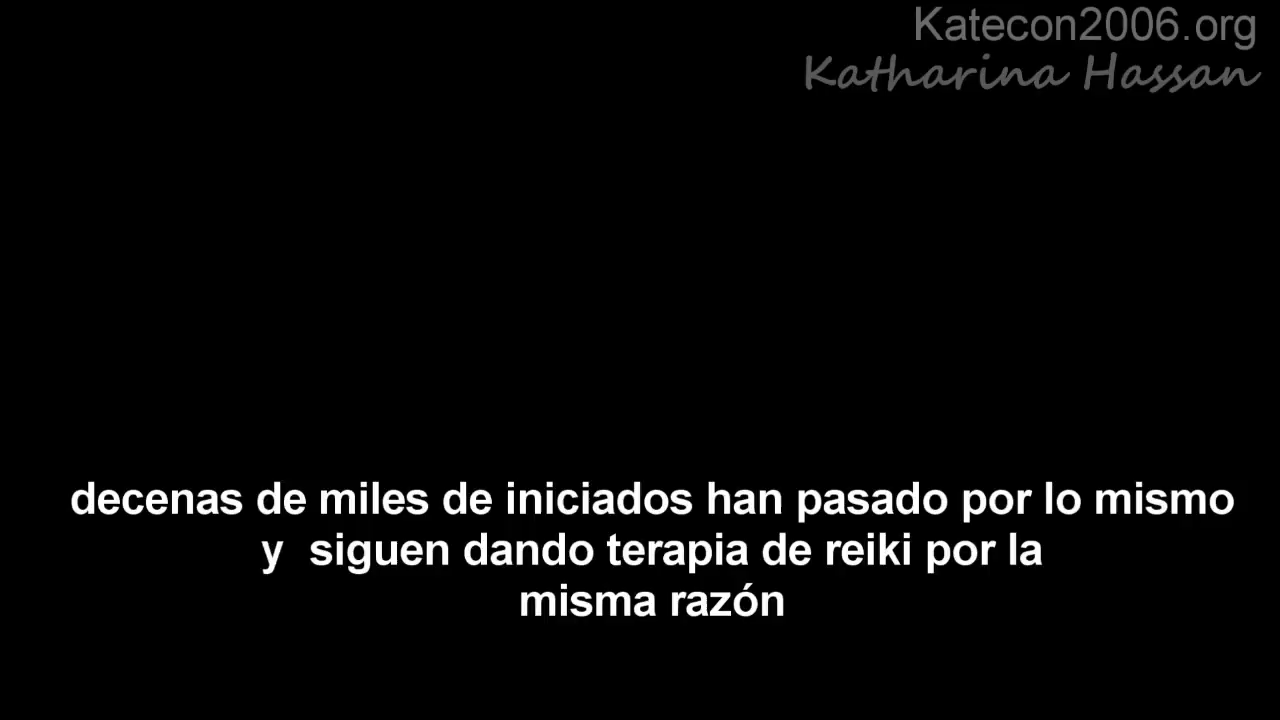 Katecon2006.org
Katharina Hassan
decenas de miles de iniciados han pasado por lo mismo
y  siguen dando terapia de reiki por la
misma razón